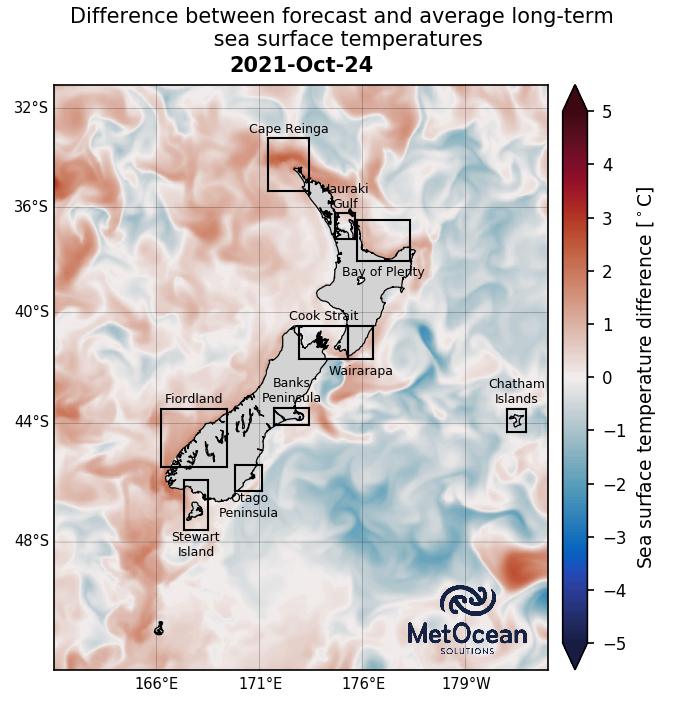 Difference between forecast and average long-term
sea surface temperatures
2021-Oct-24
32°S
36°S
40°S
44°S
48°S
166°E
171°E
176°E
179°W
Cape Reinga
Hauraki
Gulf
Bay of Plenty
Cook Strait
Wairarapa
Banks
Peninsula
Fiordland
Chatham
Islands
Otago
Peninsula
Stewart
Island
MetOcean
SOLUTIONS
5
4
3
2
1
0
−1
−2
−3
−4
−5
Sea surface temperature difference [°C]